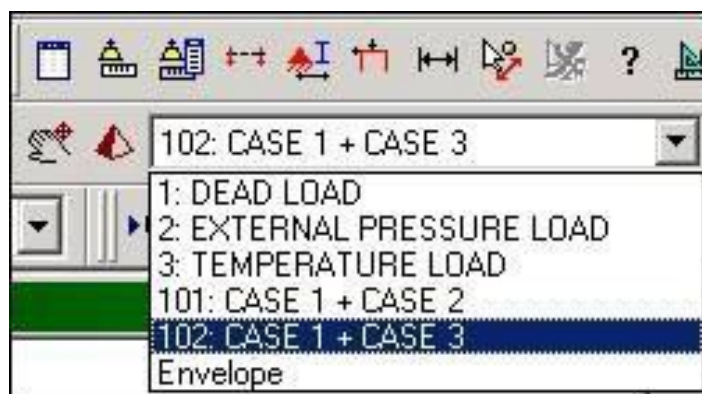 ?
102: CASE 1 + CASE 3
1: DEAD LOAD
2: EXTERNAL PRESSURE LOAD
3: TEMPERATURE LOAD
101: CASE 1 + CASE 2
102: CASE 1 + CASE 3
Envelope